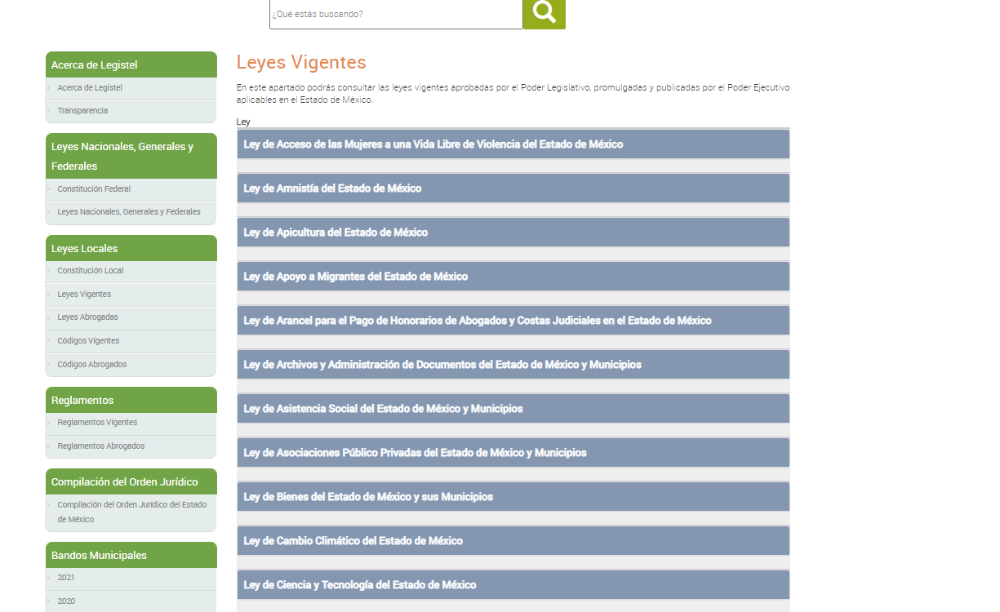 ¿Qué estás buscando?
Acerca de Legistel
Acerca de Legistel
Transparencia
Leyes Nacionales, Generales y
Federales
Constitución Federal
Leyes Nacionales, Generales y Federales
Leyes Locales
Constitución Local
Leyes Vigentes
Leyes Abrogadas
Códigos Vigentes
Códigos Abrogados
Reglamentos
Reglamentos Vigentes
Reglamentos Abrogados
Compilación del Orden Jurídico
Compilación del Orden Jurídico del Estado
de México
Bandos Municipales
2021
2020
Leyes Vigentes
En este apartado podrás consultar las leyes vigentes aprobadas por el Poder Legislativo, promulgadas y publicadas por el Poder Ejecutivo
aplicables en el Estado de México.
Ley
Ley de Acceso de las Mujeres a una Vida Libre de Violencia del Estado de México
Ley de Amnistía del Estado de México
Ley de Apicultura del Estado de México
Ley de Apoyo a Migrantes del Estado de México
Ley de Arancel para el Pago de Honorarios de Abogados y Costas Judiciales en el Estado de México
Ley de Archivos y Administración de Documentos del Estado de México y Municipios
Ley de Asistencia Social del Estado de México y Municipios
Ley de Asociaciones Público Privadas del Estado de México y Municipios
Ley de Bienes del Estado de México y sus Municipios
Ley de Cambio Climático del Estado de México
Ley de Ciencia y Tecnología del Estado de México